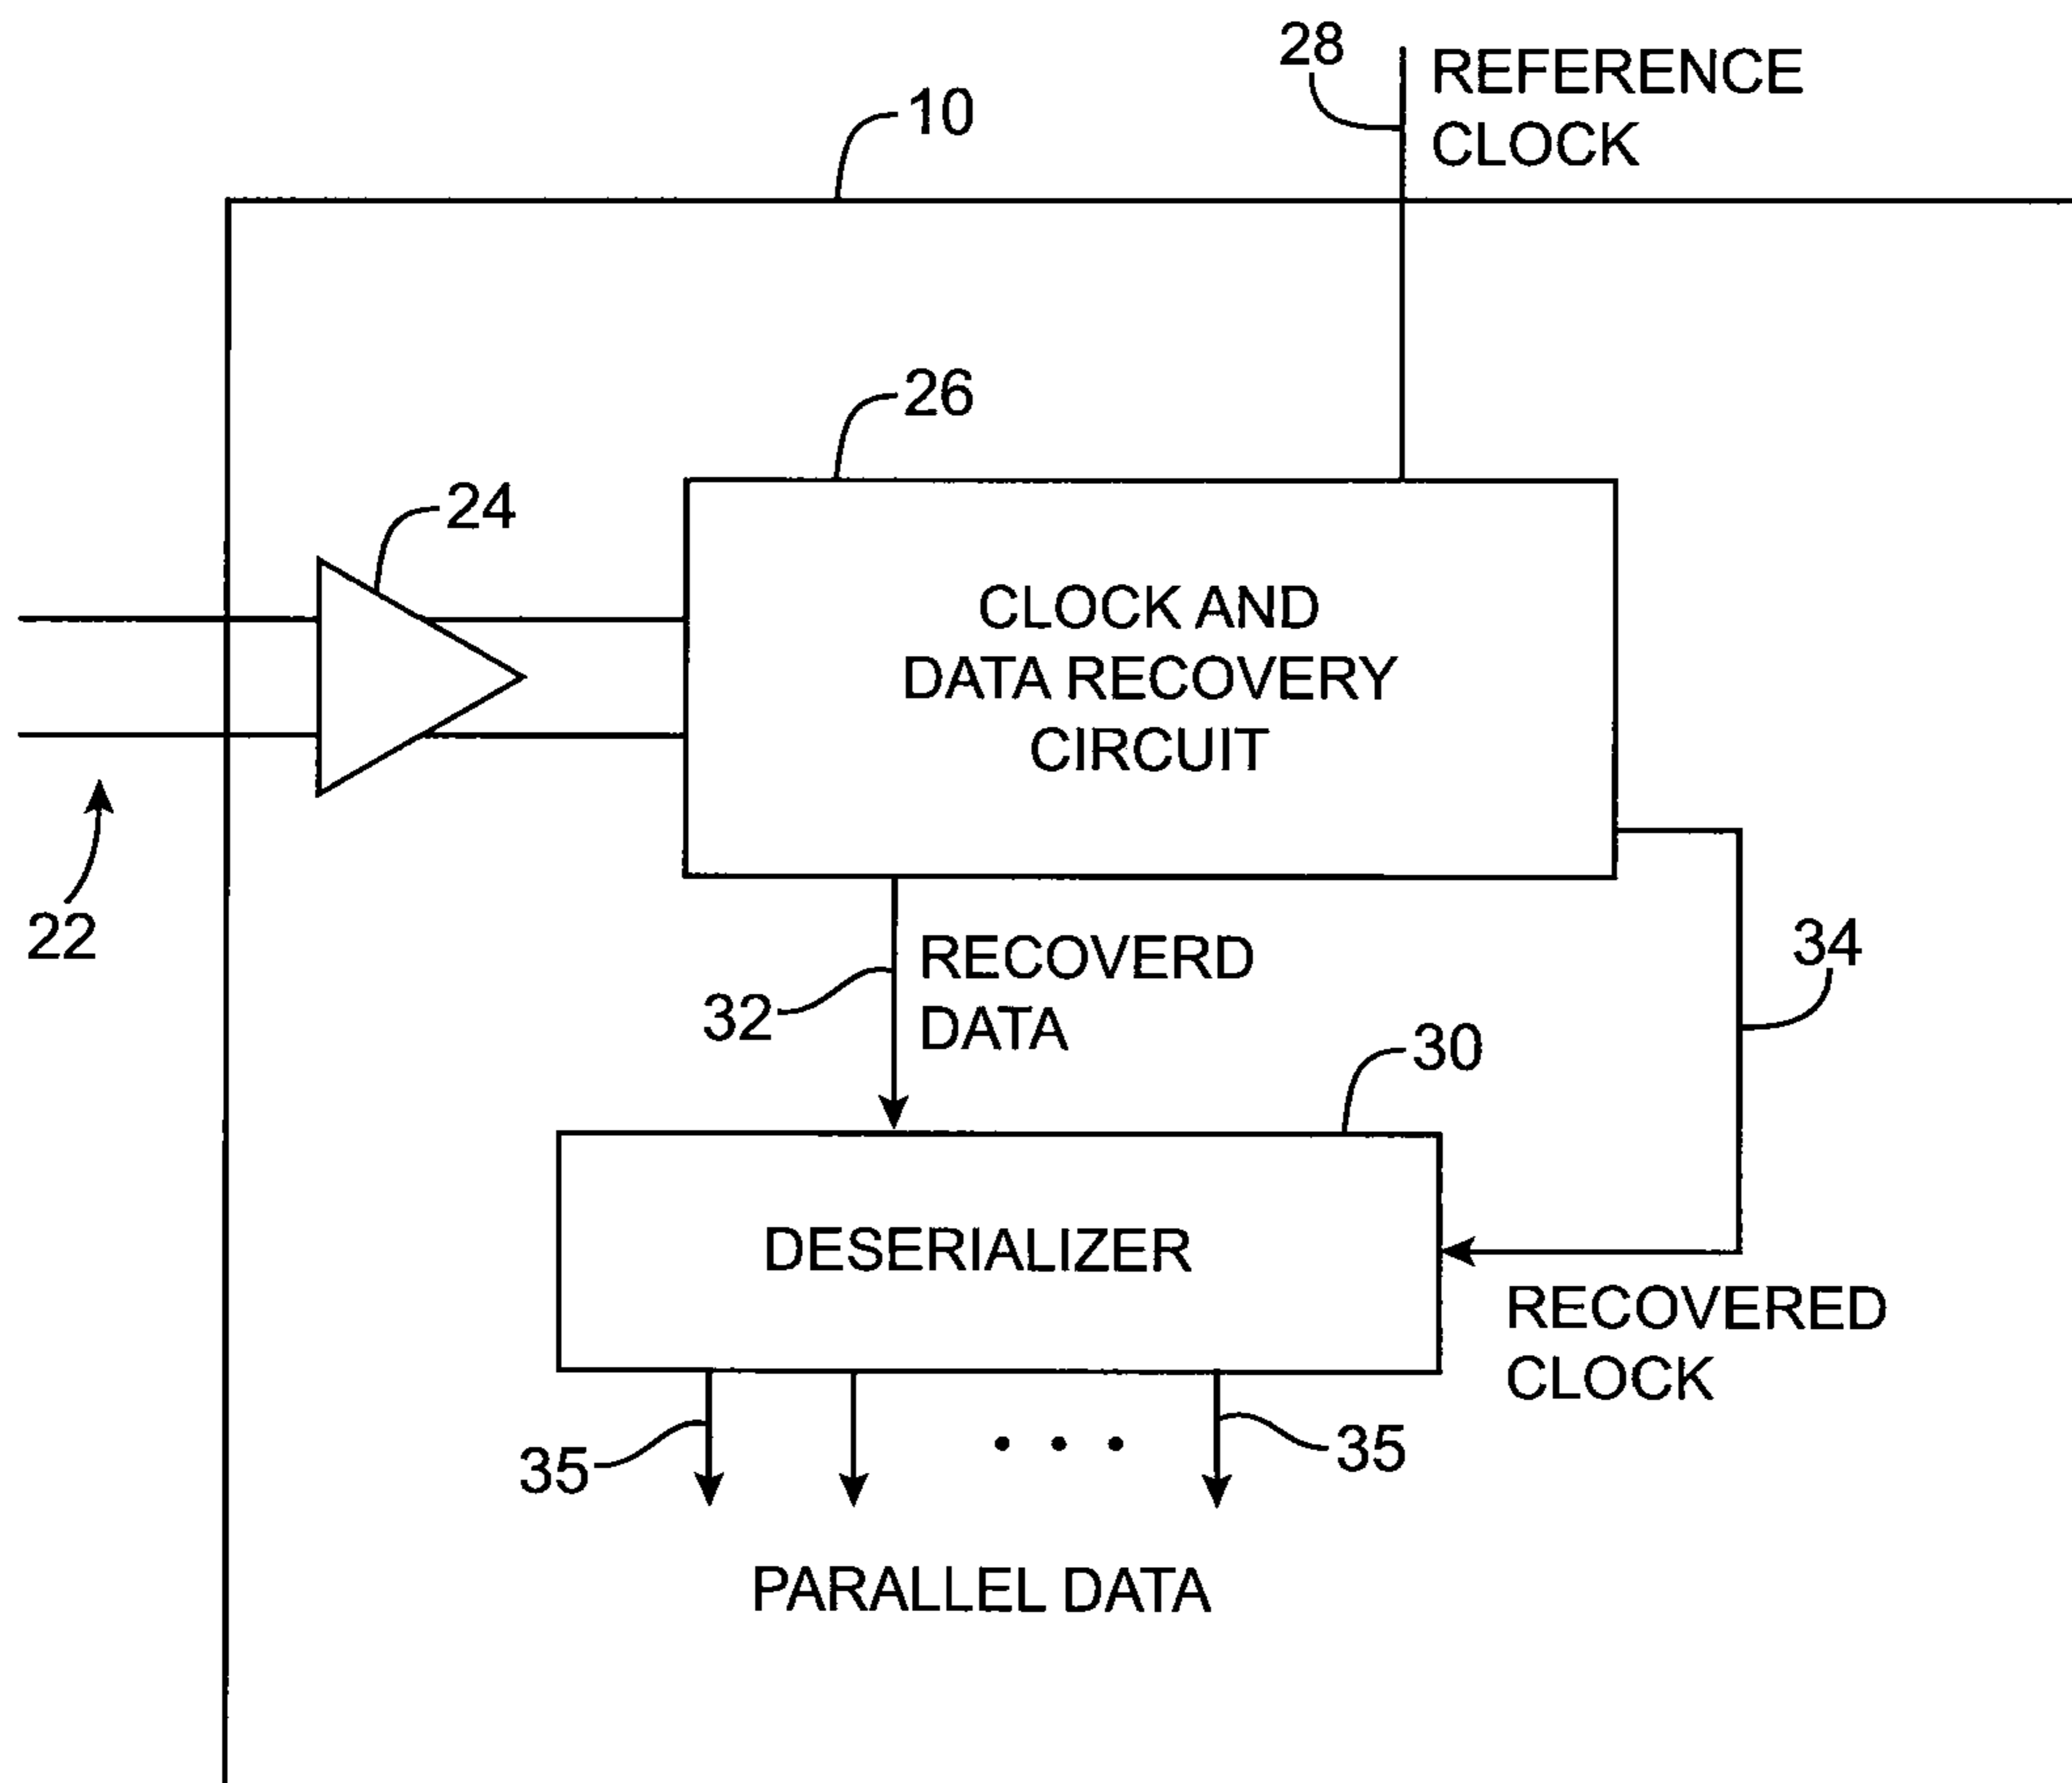 28
REFERENCE
CLOCK
10
26
24
CLOCK AND
DATA RECOVERY
CIRCUIT
22
RECOVERD
DATA
32
34
30
DESERIALIZER
RECOVERED
CLOCK
35
35
PARALLEL DATA